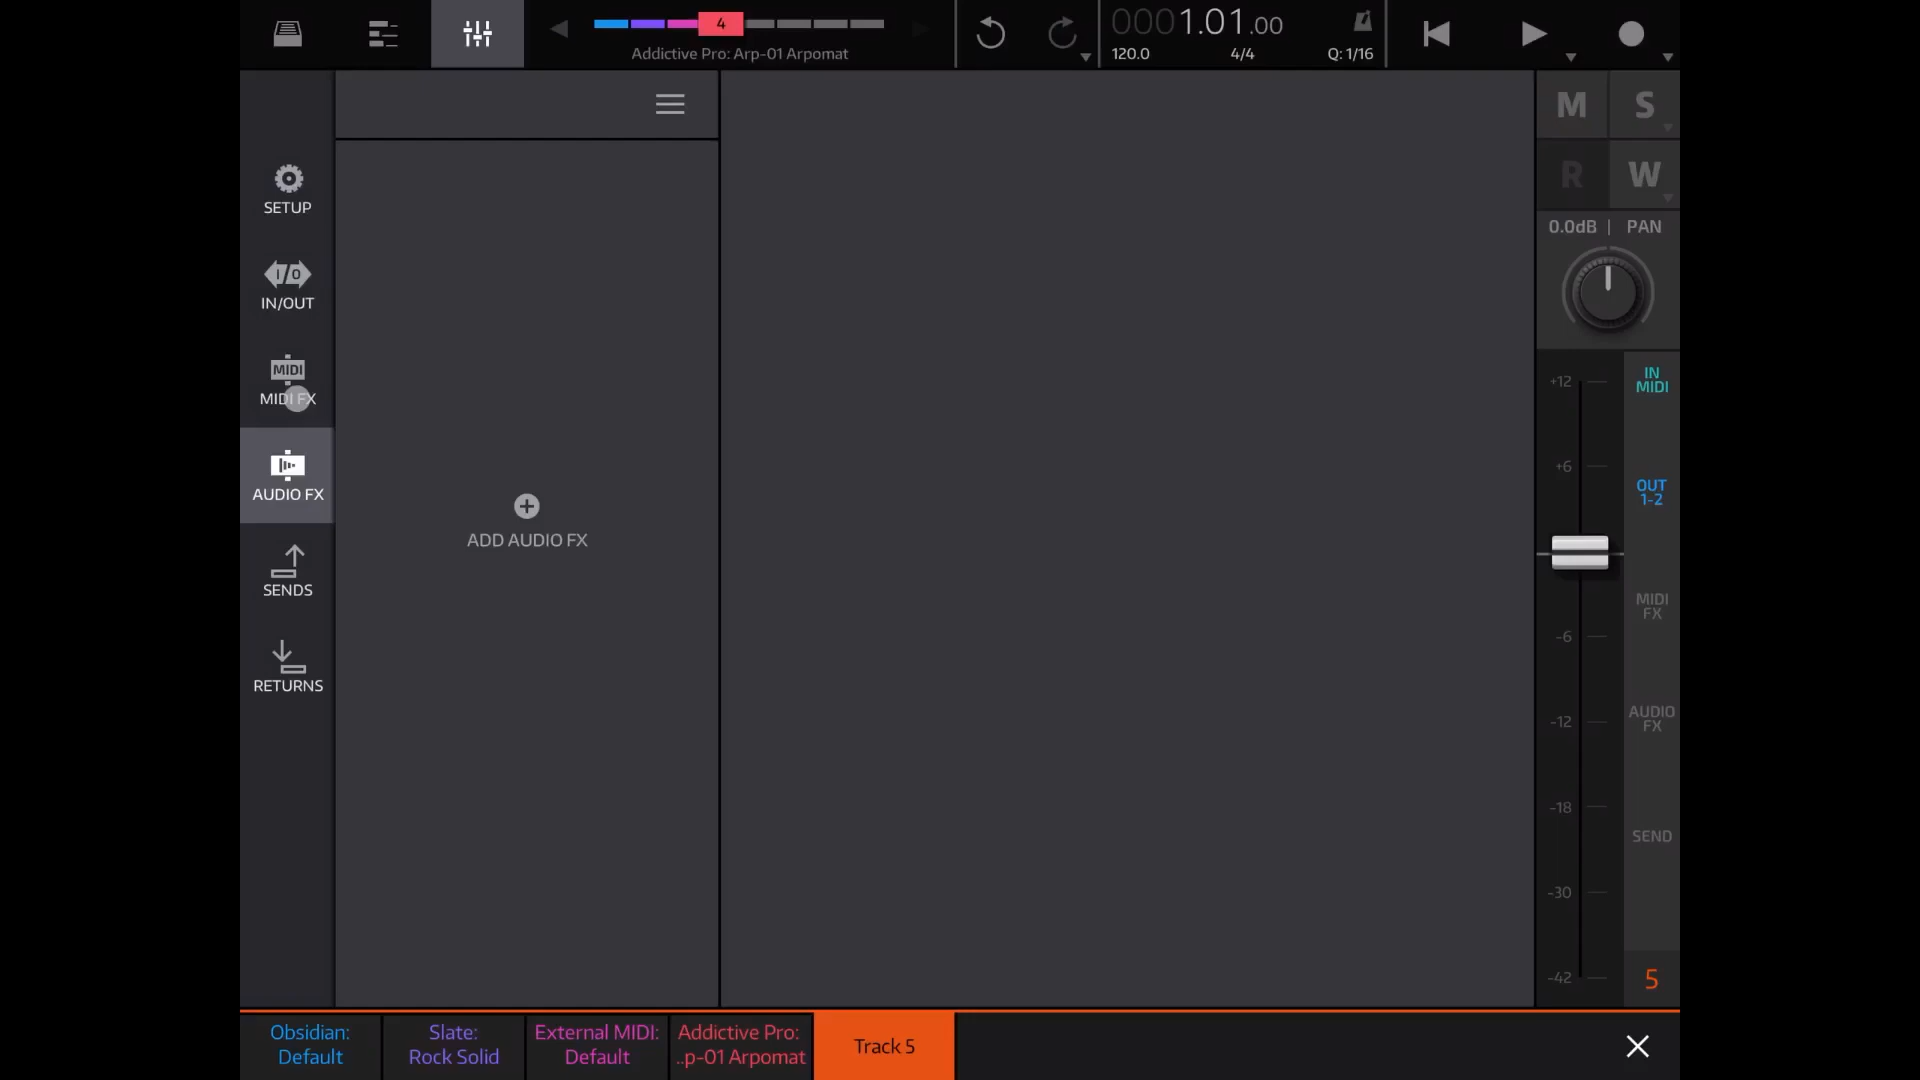 4
Addictive Pro: Arp-01 Arpomat
0001.01.00
120.0
4/4
Q: 1/16
SETUP
I/O
IN/OUT
MIDI
MIDI FX
AUDIO FX
SENDS
RETURNS
ADD AUDIO FX
M
S
R
W
0.0dB | PAN
+12
+6
-6
-12
-18
-30
-42
IN
MIDI
OUT
1-2
MIDI
FX
AUDIO
FX
SEND
5
Obsidian:
Default
Slate:
Rock Solid
External MIDI:
Default
Addictive Pro:
..p-01 Arpomat
Track 5